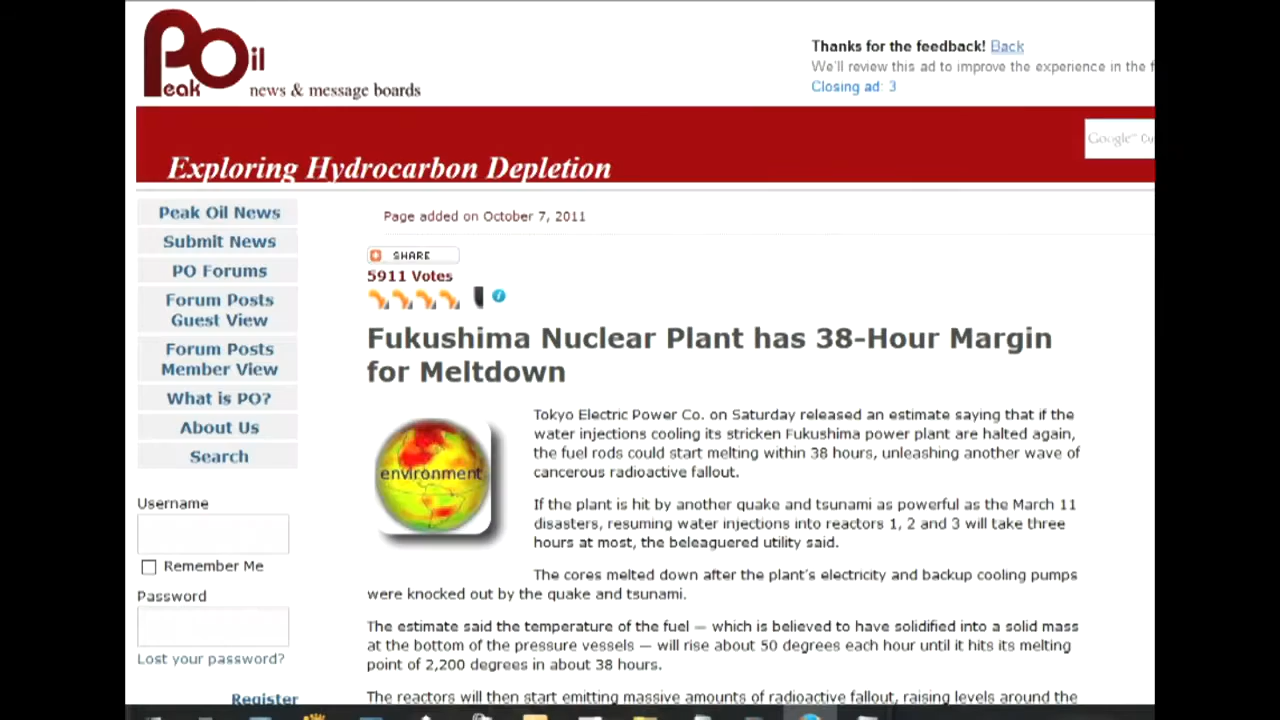 Peak Oil
news & message boards
Thanks for the feedback! Back
We'll review this ad to improve the experience in the
Closing ad: 3
Google™
Exploring Hydrocarbon Depletion
Peak Oil News
Submit News
PO Forums
Forum Posts
Guest View
Forum Posts
Member View
What is PO?
About Us
Search
Username
Remember Me
Password
Lost your password?
Register
Page added on October 7, 2011
SHARE
5911 Votes
Fukushima Nuclear Plant has 38-Hour Margin
for Meltdown
environment
Tokyo Electric Power Co. on Saturday released an estimate saying that if the
water injections cooling its stricken Fukushima power plant are halted again,
the fuel rods could start melting within 38 hours, unleashing another wave of
cancerous radioactive fallout.
If the plant is hit by another quake and tsunami as powerful as the March 11
disasters, resuming water injections into reactors 1, 2 and 3 will take three
hours at most, the beleaguered utility said.
The cores melted down after the plant's electricity and backup cooling pumps
were knocked out by the quake and tsunami.
The estimate said the temperature of the fuel — which is believed to have solidified into a solid mass
at the bottom of the pressure vessels — will rise about 50 degrees each hour until it hits its melting
point of 2,200 degrees in about 38 hours.
The reactors will then start emitting massive amounts of radioactive fallout, raising levels around the